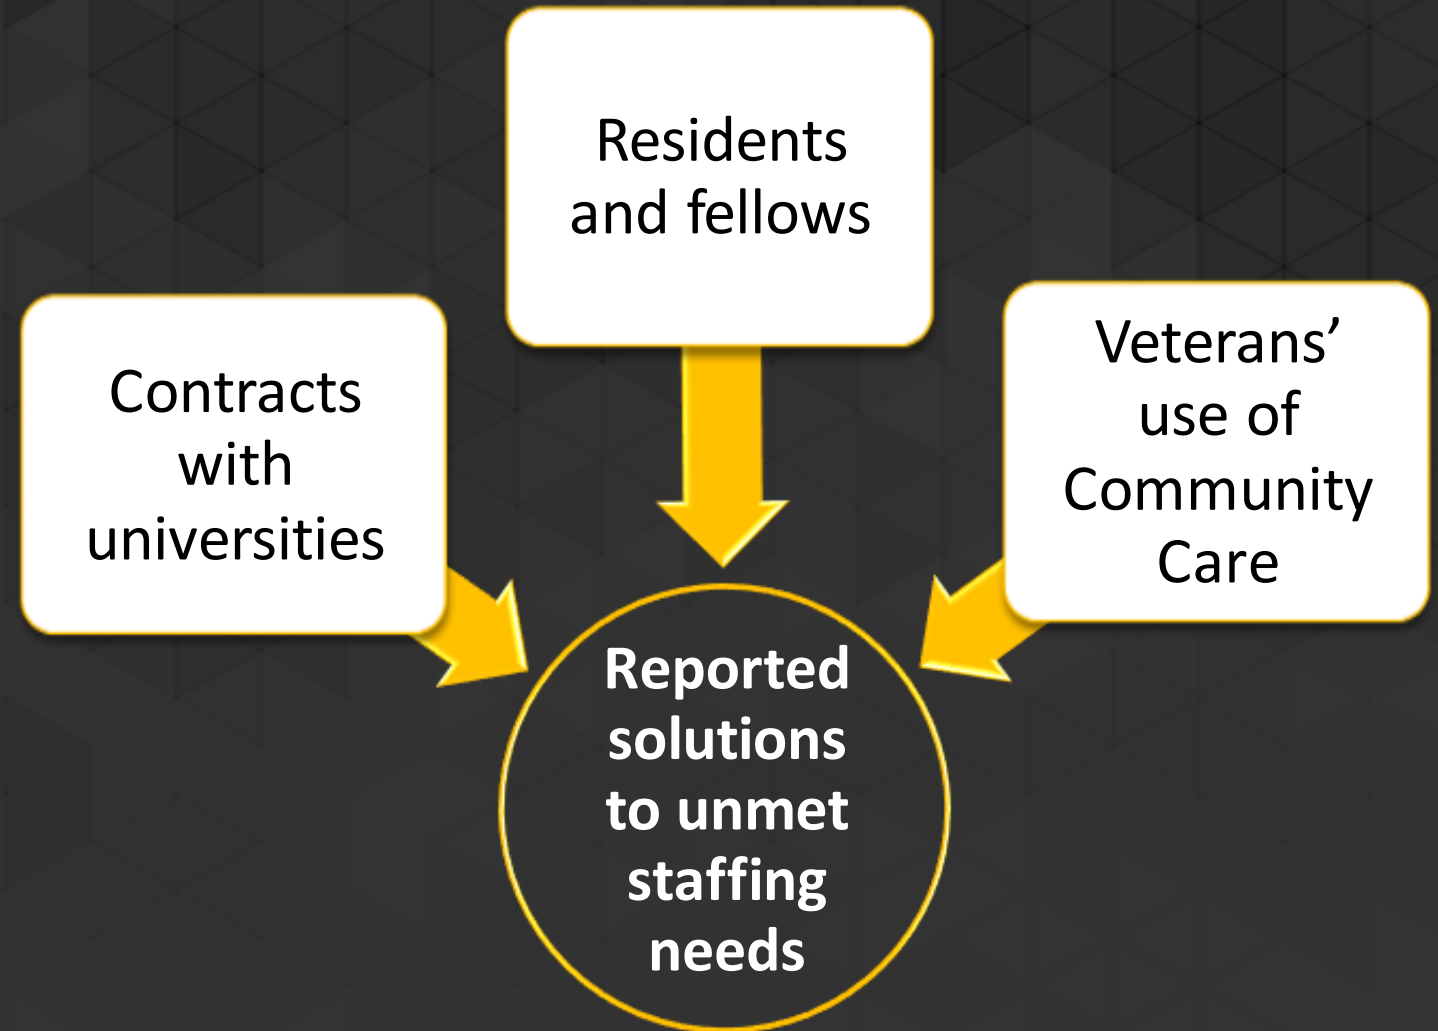 Residents
and fellows
Contracts
with
universities
Veterans’
use of
Community
Care
Reported
solutions
to unmet
staffing
needs